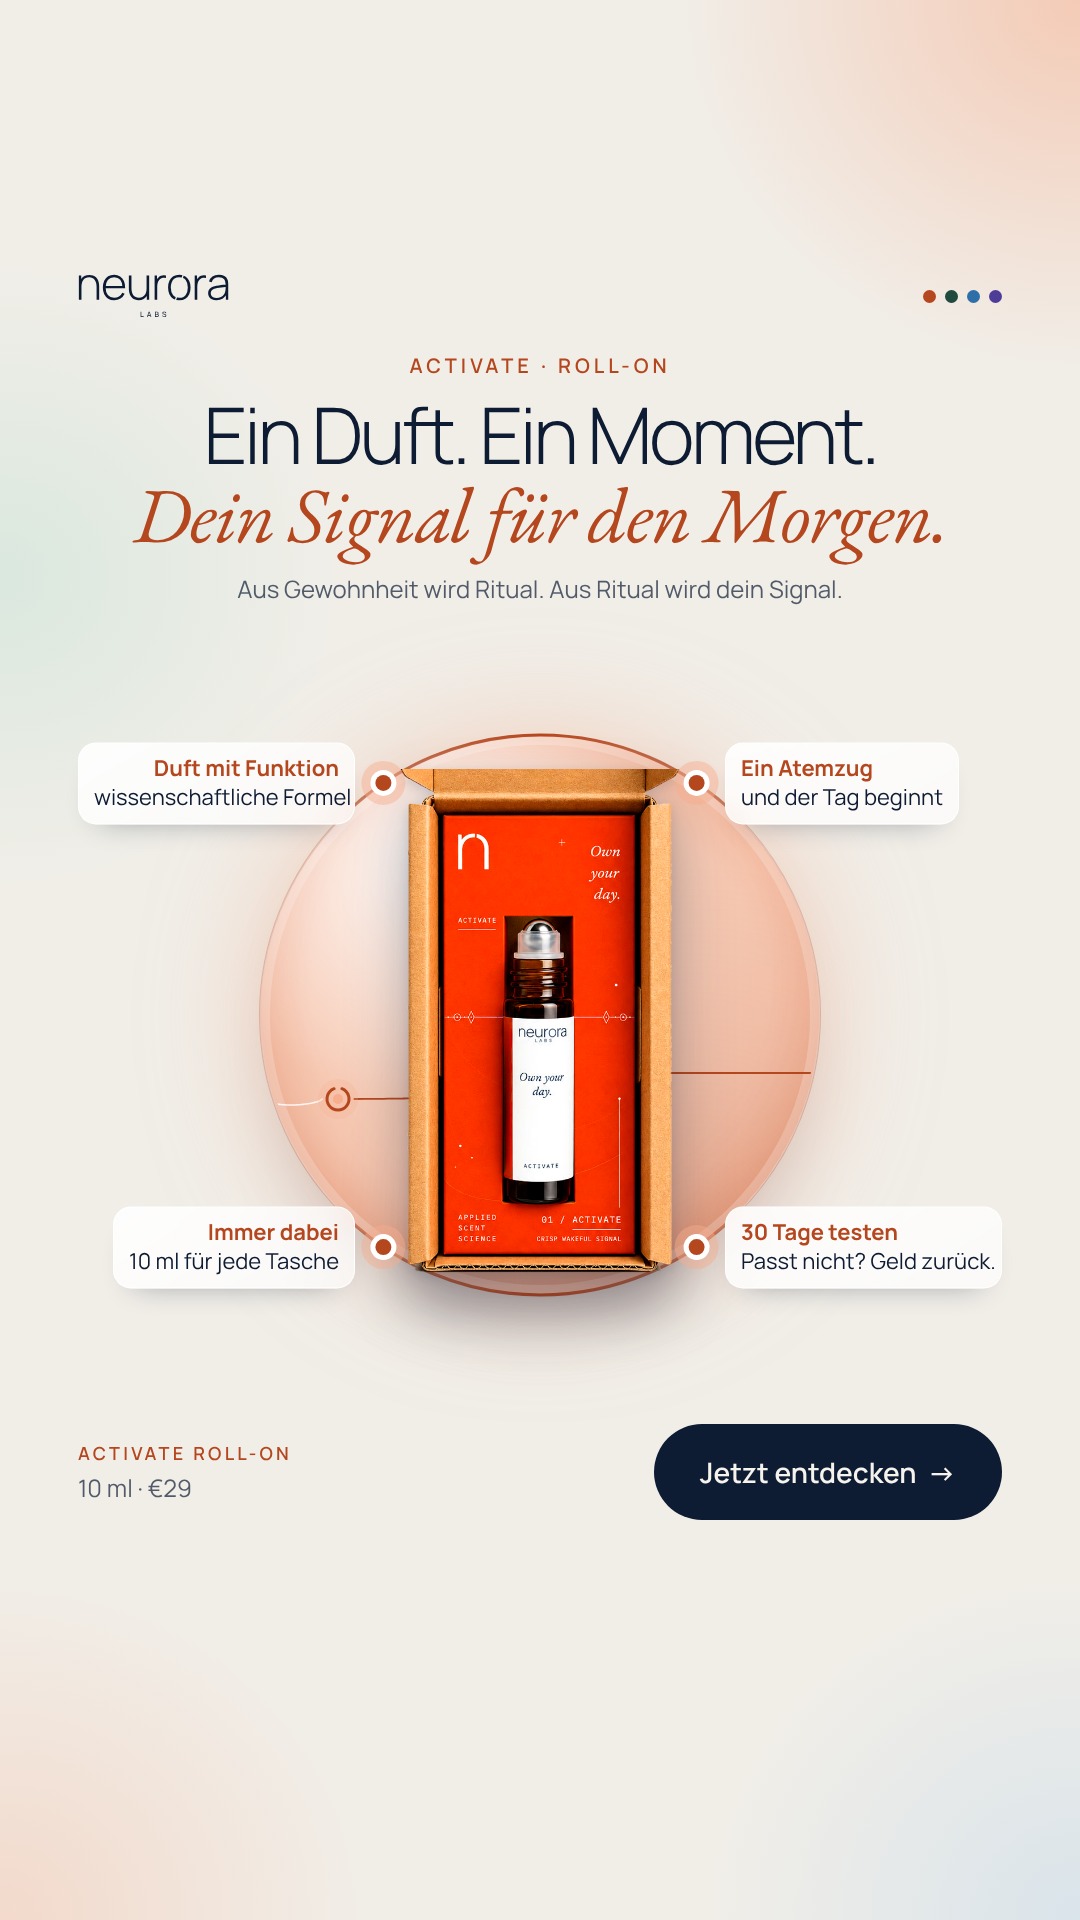 neurora
LABS
ACTIVATE · ROLL-ON
Ein Duft. Ein Moment.
Dein Signal für den Morgen.
Aus Gewohnheit wird Ritual. Aus Ritual wird dein Signal.
Duft mit Funktion
wissenschaftliche Formel
Ein Atemzug
und der Tag beginnt
n
Own
your
day.
ACTIVATE
neurora
LABS
Own your
day.
ACTIVATE
APPLIED
SCENT
SCIENCE
01 / ACTIVATE
CRISP WAKEFUL SIGNAL
Immer dabei
10 ml für jede Tasche
30 Tage testen
Passt nicht? Geld zurück.
ACTIVATE ROLL-ON
10 ml · €29
Jetzt entdecken →